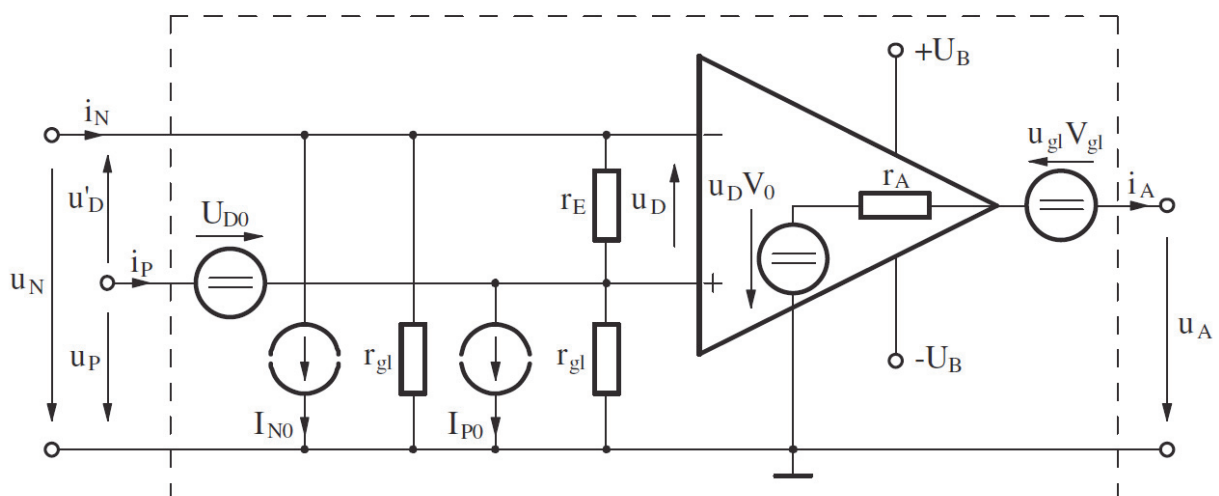 +U_B
i_N
u_gl V_gl
u'_D
r_E
u_D
u_D V_0
r_A
i_A
U_D0
−
i_P
+
u_N
u_P
r_gl
r_gl
-U_B
u_A
I_N0
I_P0